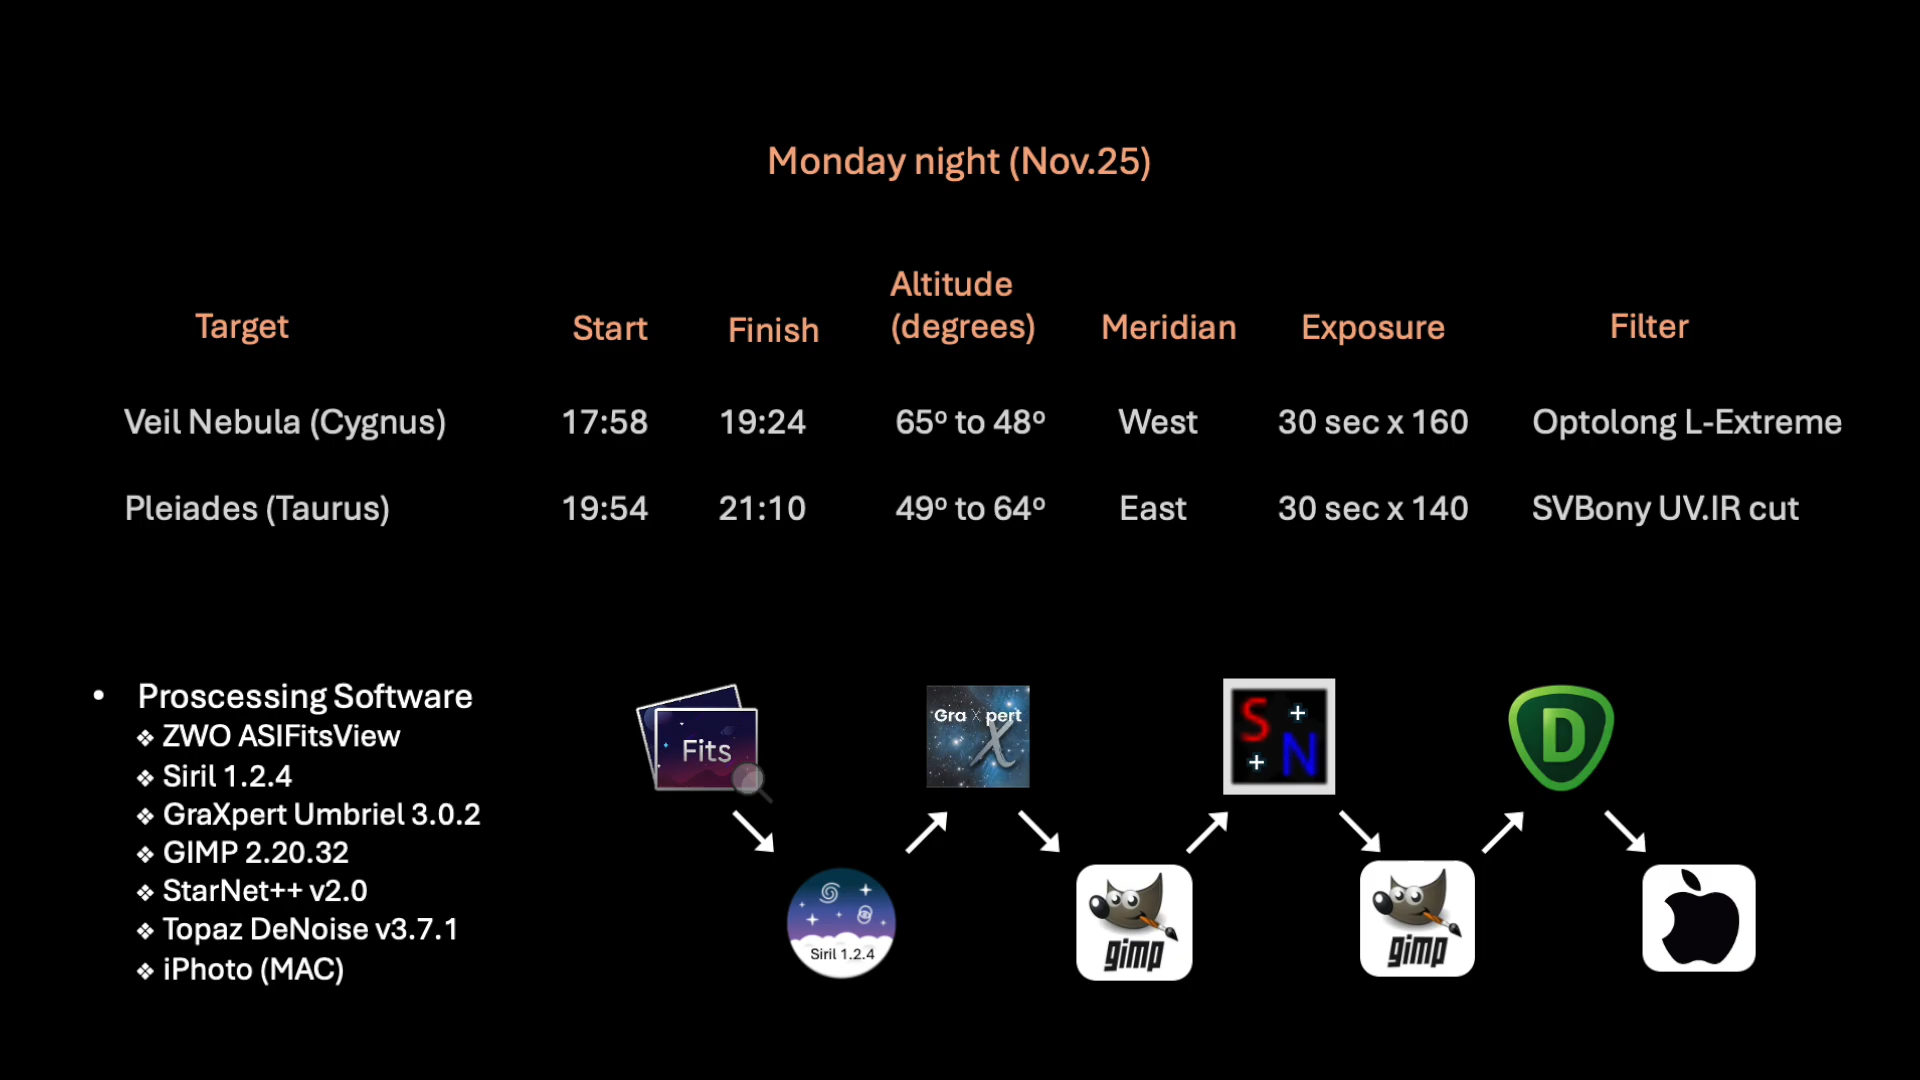 Monday night (Nov.25)
Target Start Finish Altitude (degrees) Meridian Exposure Filter
Veil Nebula (Cygnus) 17:58 19:24 65º to 48º West 30 sec x 160 Optolong L-Extreme
Pleiades (Taurus) 19:54 21:10 49º to 64º East 30 sec x 140 SVBony UV.IR cut
• Proscessing Software
❖ ZWO ASIFitsView
❖ Siril 1.2.4
❖ GraXpert Umbriel 3.0.2
❖ GIMP 2.20.32
❖ StarNet++ v2.0
❖ Topaz DeNoise v3.7.1
❖ iPhoto (MAC)
Fits
Siril 1.2.4
GraXpert
X
gimp
S
N
gimp
D